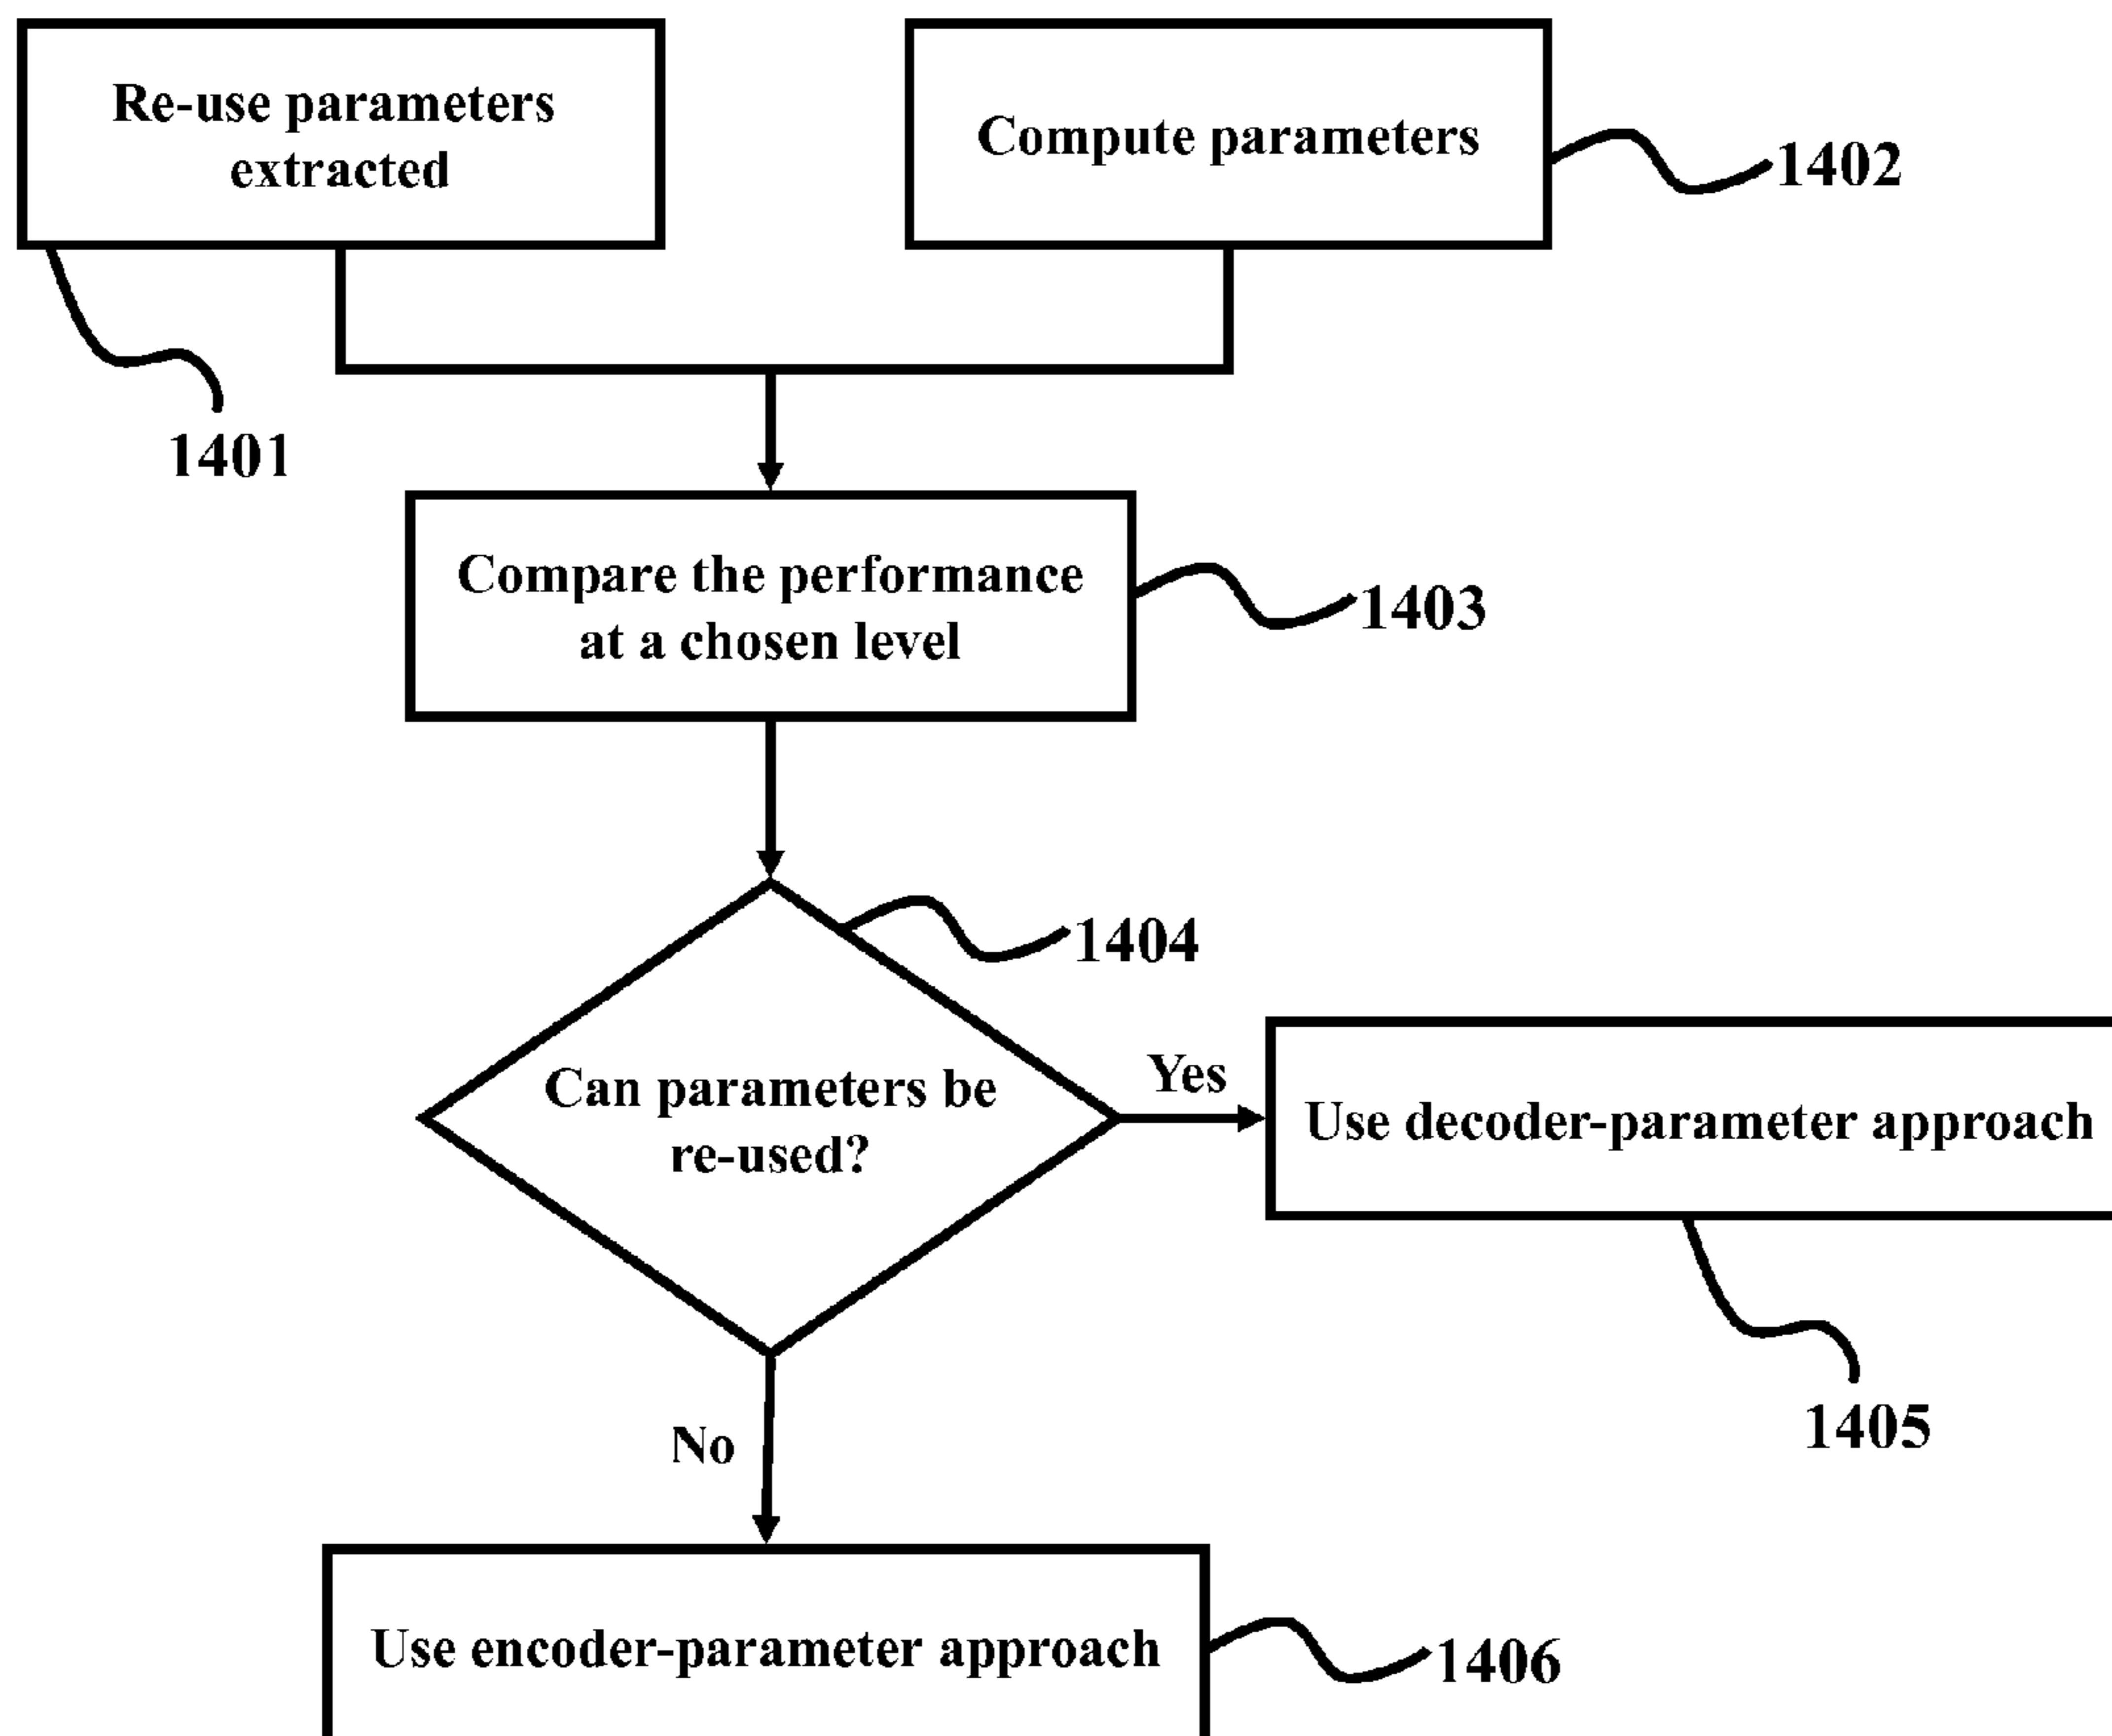 Re-use parameters
extracted
Compute parameters
1402
1401
Compare the performance
at a chosen level
1403
1404
Can parameters be
re-used?
Yes
Use decoder-parameter approach
1405
No
Use encoder-parameter approach
1406